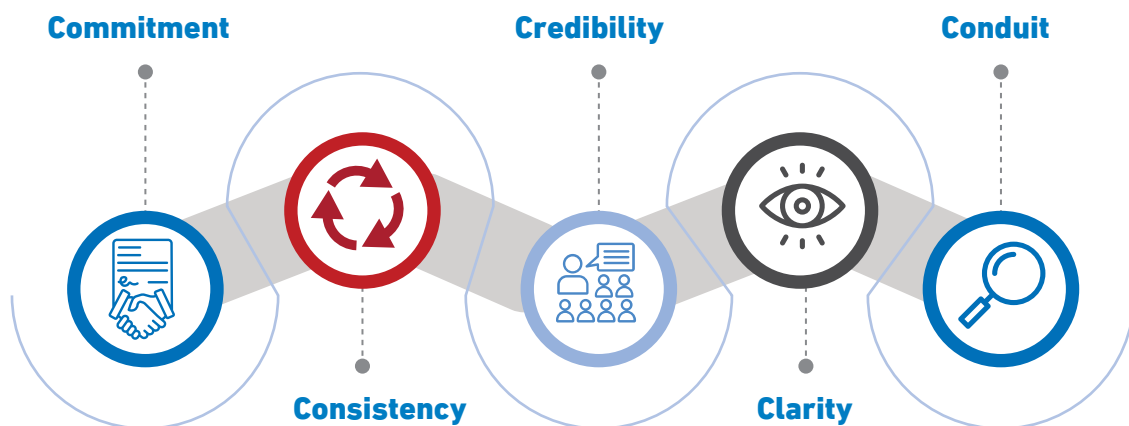 Commitment
Credibility
Conduit
Consistency
Clarity